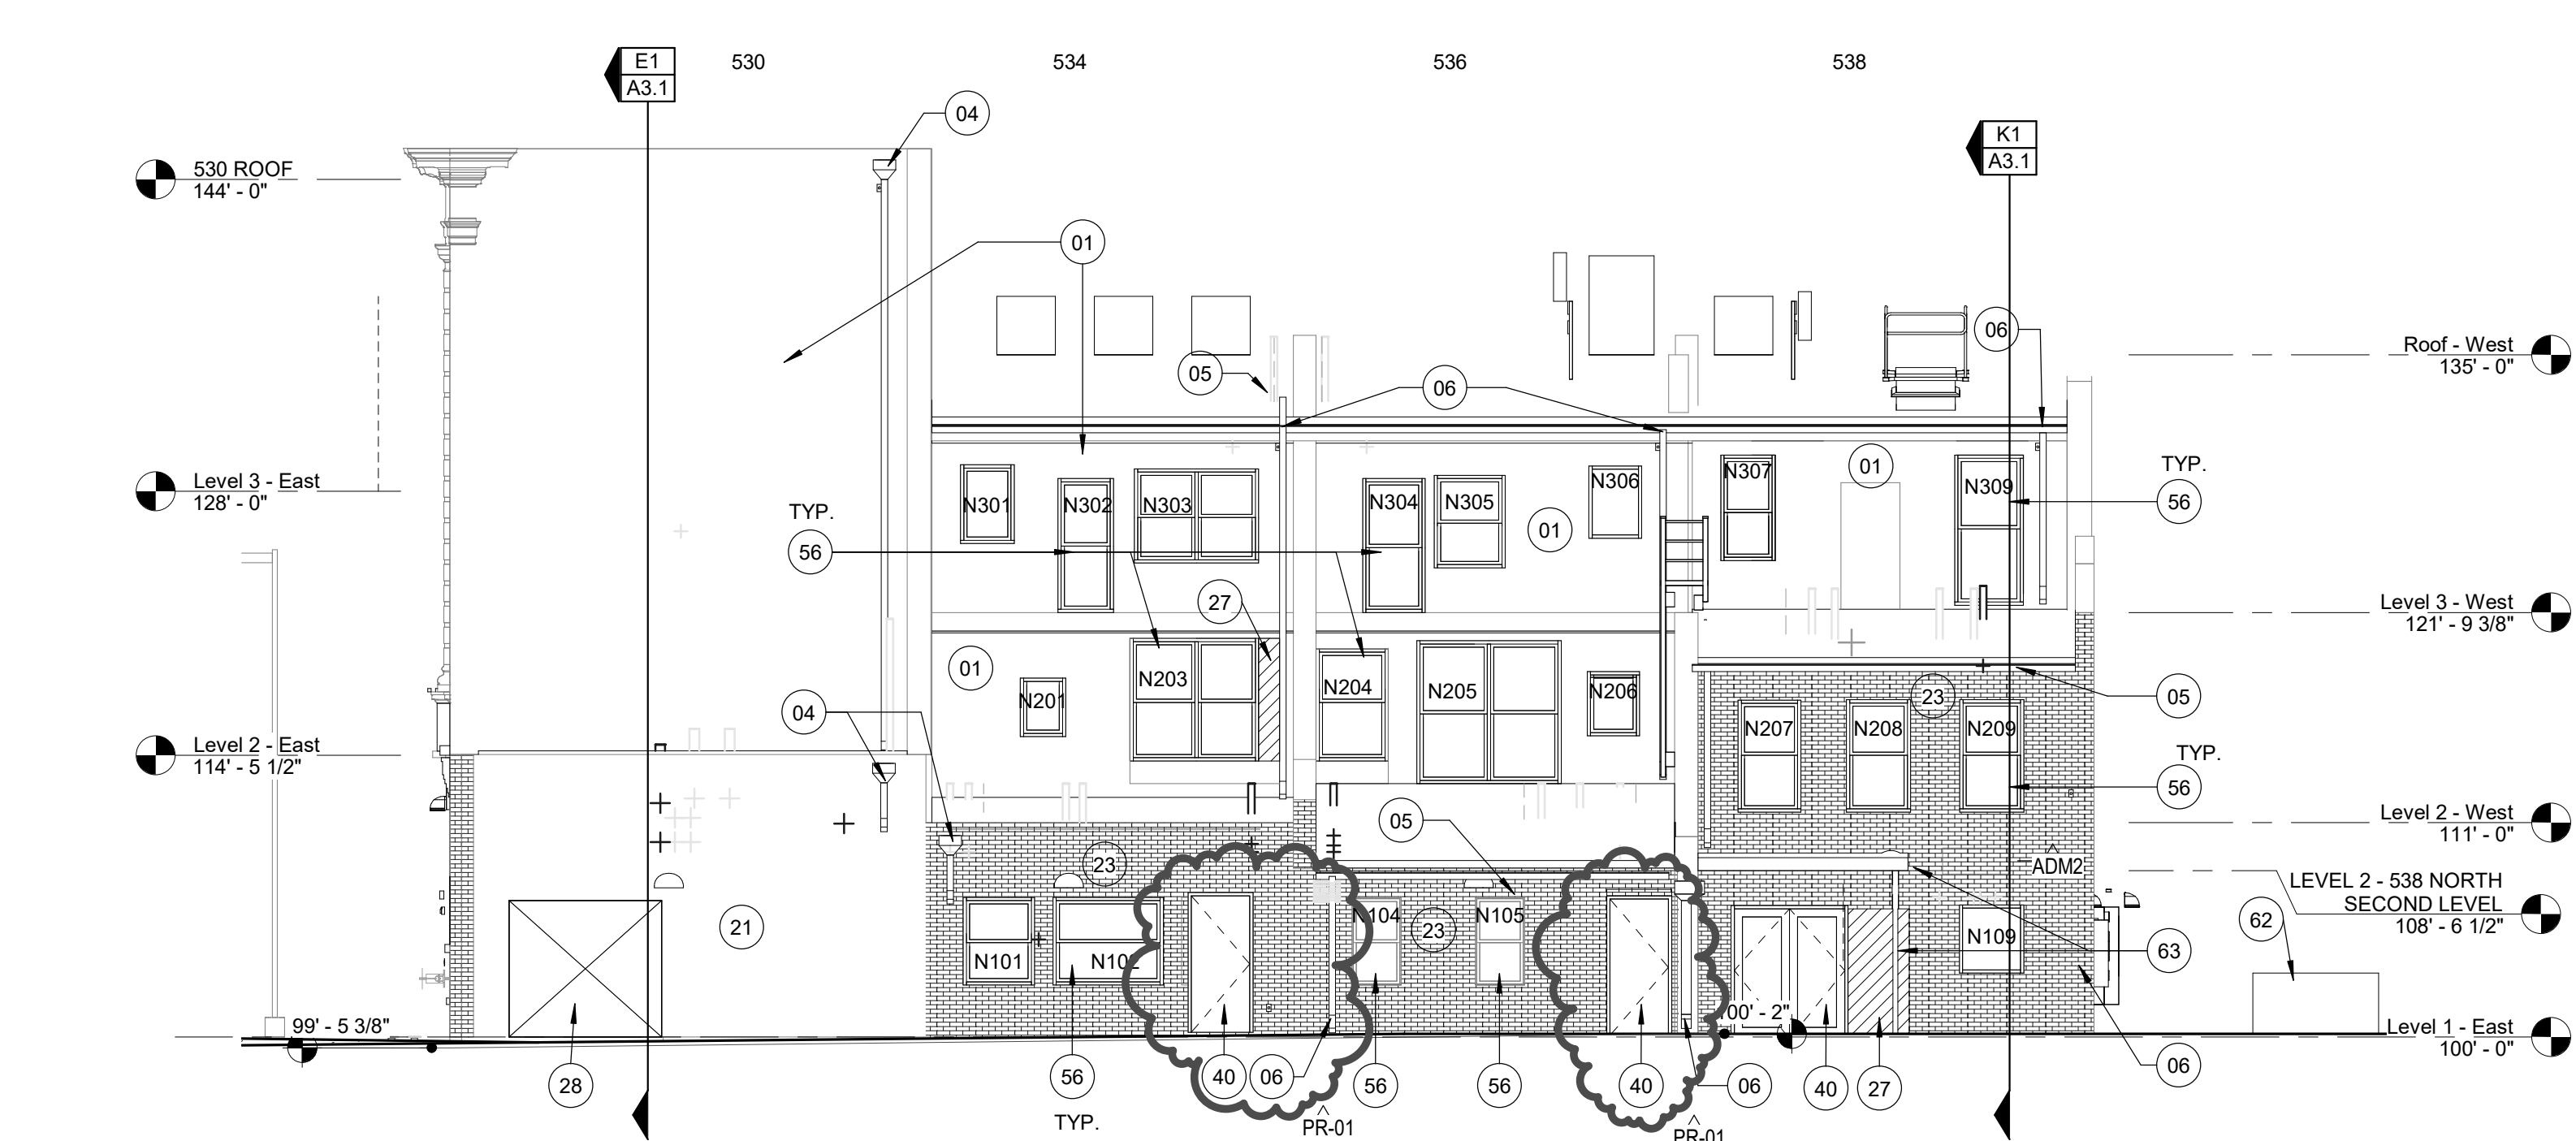 530
534
536
538
E1
A3.1
K1
A3.1
04
530 ROOF
144' - 0"
01
06
05
06
Roof - West
135' - 0"
Level 3 - East
128' - 0"
TYP.
56
N301
N302
N303
N304
N305
N306
01
N307
01
N309
TYP.
56
27
Level 3 - West
121' - 9 3/8"
01
N201
N203
N204
N205
N206
23
N207
N208
N209
05
04
Level 2 - East
114' - 5 1/2"
TYP.
56
05
Level 2 - West
111' - 0"
23
ADM2
LEVEL 2 - 538 NORTH
SECOND LEVEL
108' - 6 1/2"
21
N104
23
N105
62
N101
N102
N109
63
99' - 5 3/8"
00' - 2"
Level 1 - East
100' - 0"
28
56
40
06
56
56
40
06
40
27
06
TYP.
PR-01
PR-01